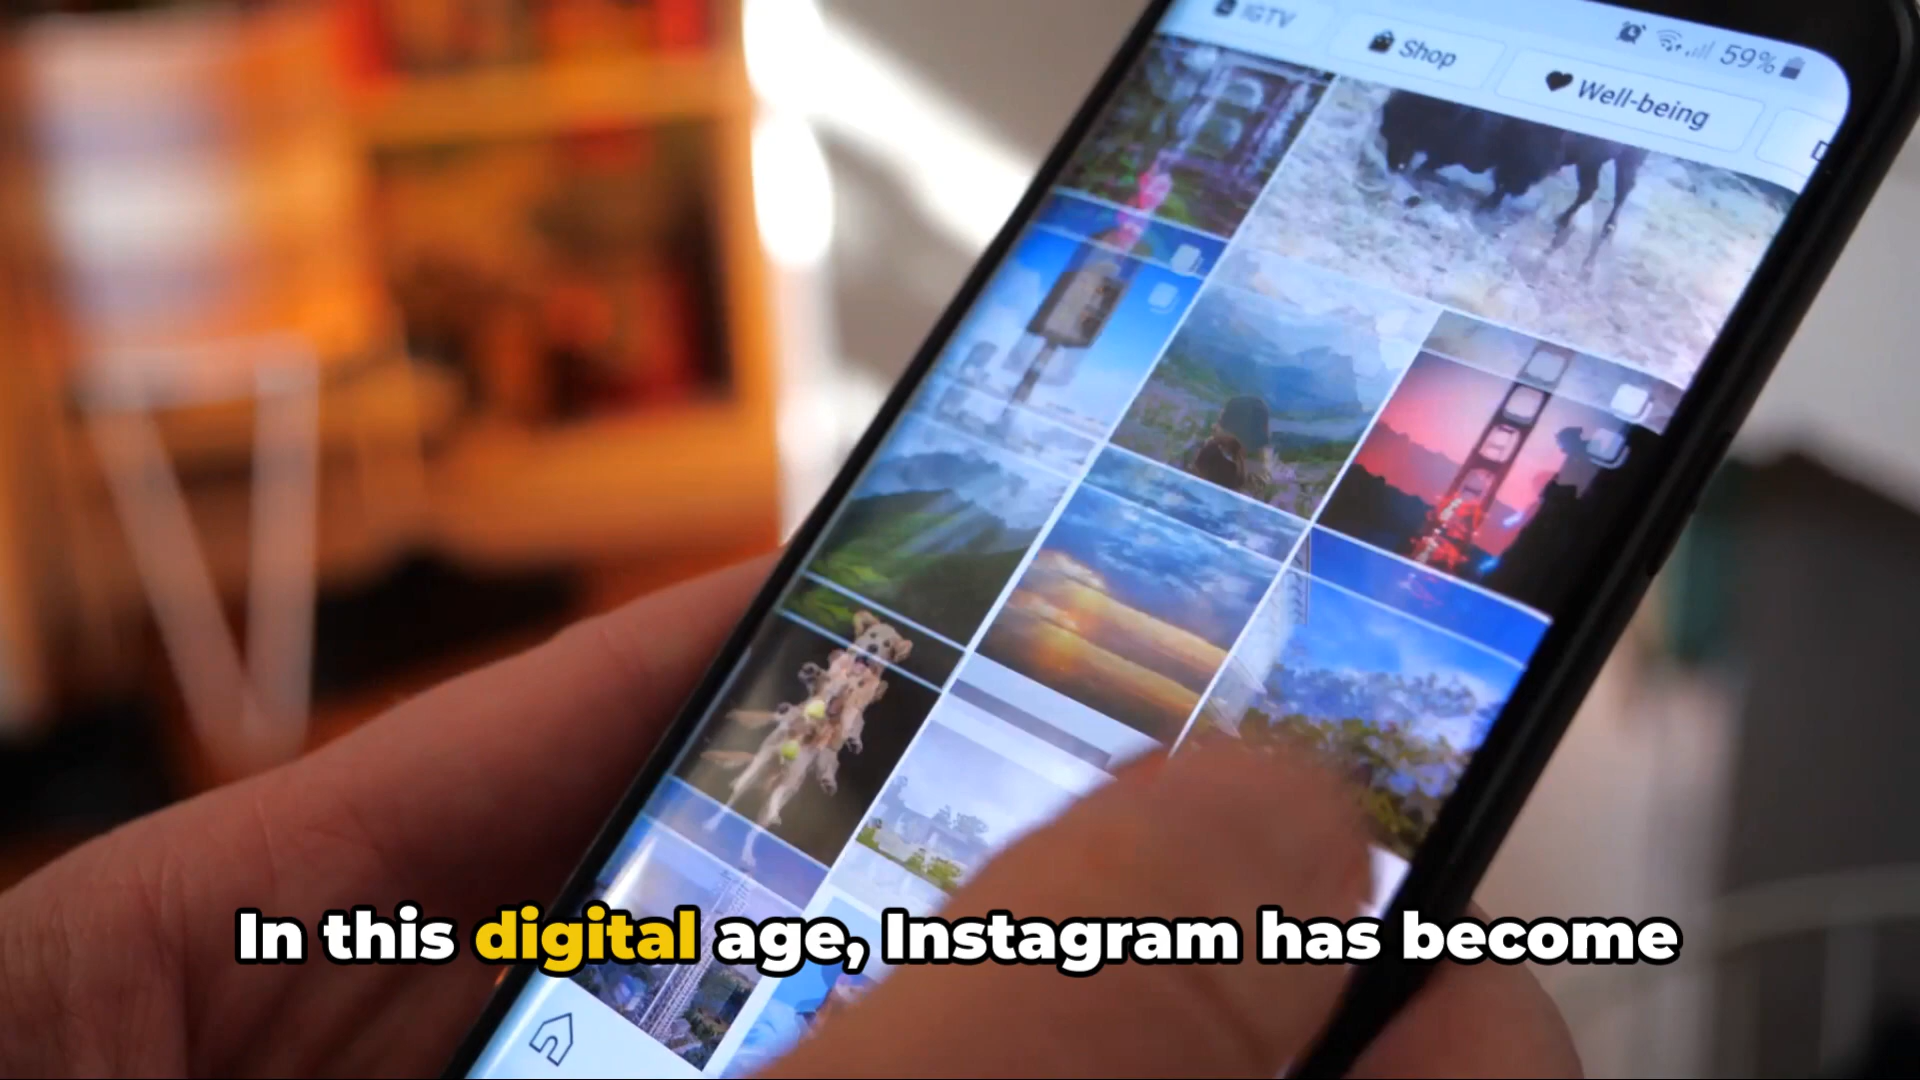 IGTV
Shop
Well-being
59%
In this digital age, Instagram has become